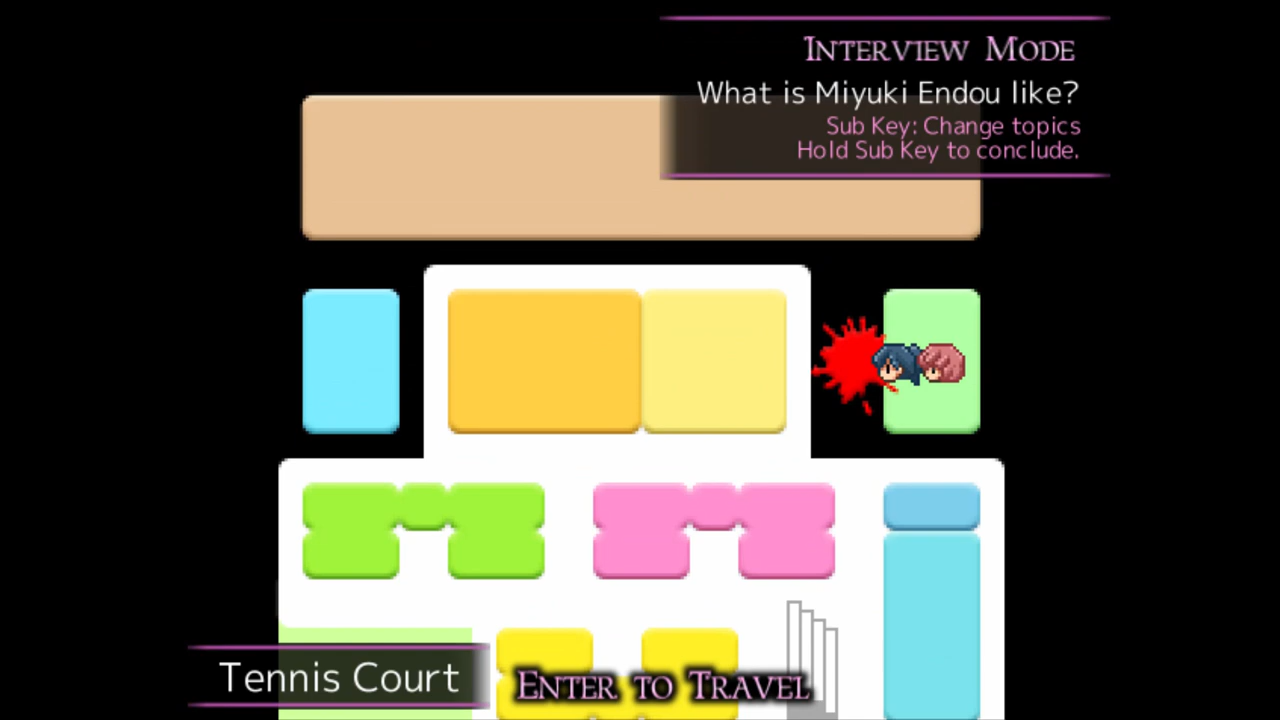 Interview Mode
What is Miyuki Endou like?
Sub Key: Change topics
Hold Sub Key to conclude.
Tennis Court
Enter to Travel